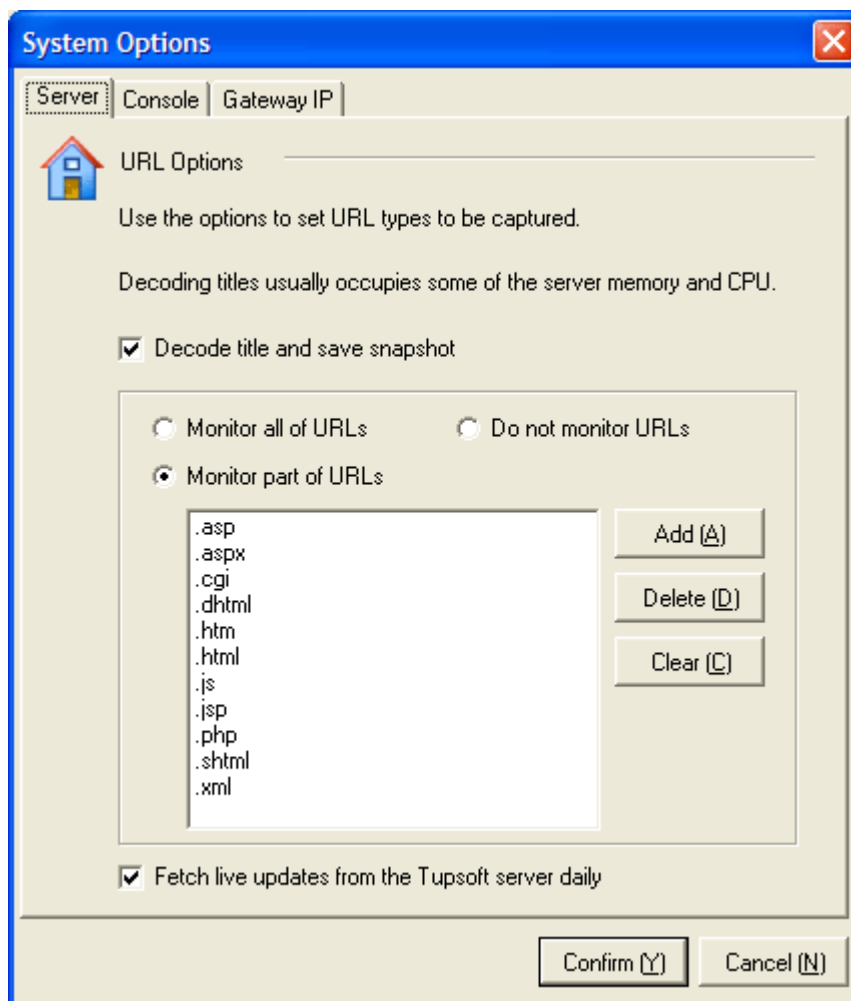 System Options
Server Console Gateway IP
URL Options
Use the options to set URL types to be captured.
Decoding titles usually occupies some of the server memory and CPU.
Decode title and save snapshot
Monitor all of URLs Do not monitor URLs
Monitor part of URLs
.asp
.aspx
.cgi
.dhtml
.htm
.html
.js
.jsp
.php
.shtml
.xml
Add (A)
Delete (D)
Clear (C)
Fetch live updates from the Tupsoft server daily
Confirm (Y) Cancel (N)